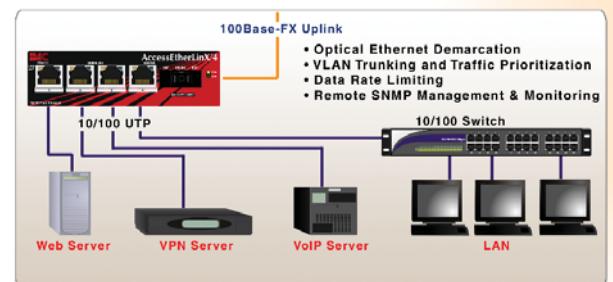 100Base-FX Uplink
IMC
AccessEtherLinX/4
• Optical Ethernet Demarcation
• VLAN Trunking and Traffic Prioritization
• Data Rate Limiting
• Remote SNMP Management & Monitoring
10/100 UTP
10/100 Switch
Web Server
VPN Server
VoIP Server
LAN